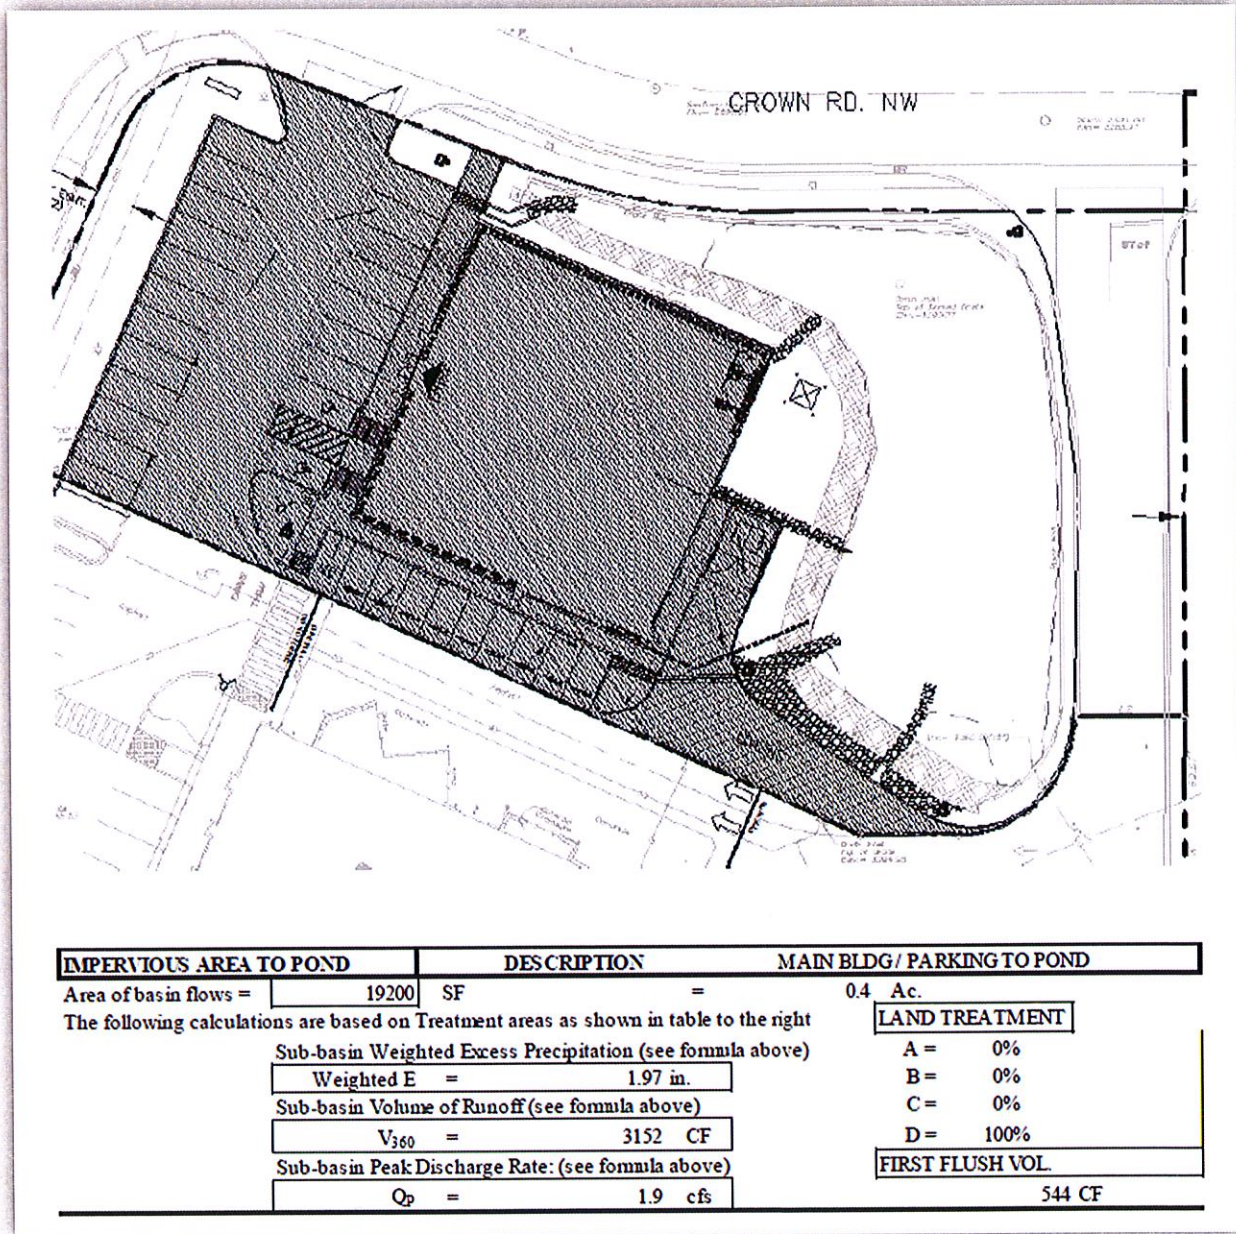 CROWN RD. NW
STOP
IMPERVIOUS AREA TO POND DESCRIPTION MAIN BLDG/ PARKING TO POND
Area of basin flows = 19200 SF = 0.4 Ac.
The following calculations are based on Treatment areas as shown in table to the right
LAND TREATMENT
Sub-basin Weighted Excess Precipitation (see formula above)
A = 0%
Weighted E = 1.97 in.
B = 0%
Sub-basin Volume of Runoff (see formula above)
C = 0%
V360 = 3152 CF
D = 100%
Sub-basin Peak Discharge Rate: (see formula above)
FIRST FLUSH VOL.
Qp = 1.9 cfs
544 CF